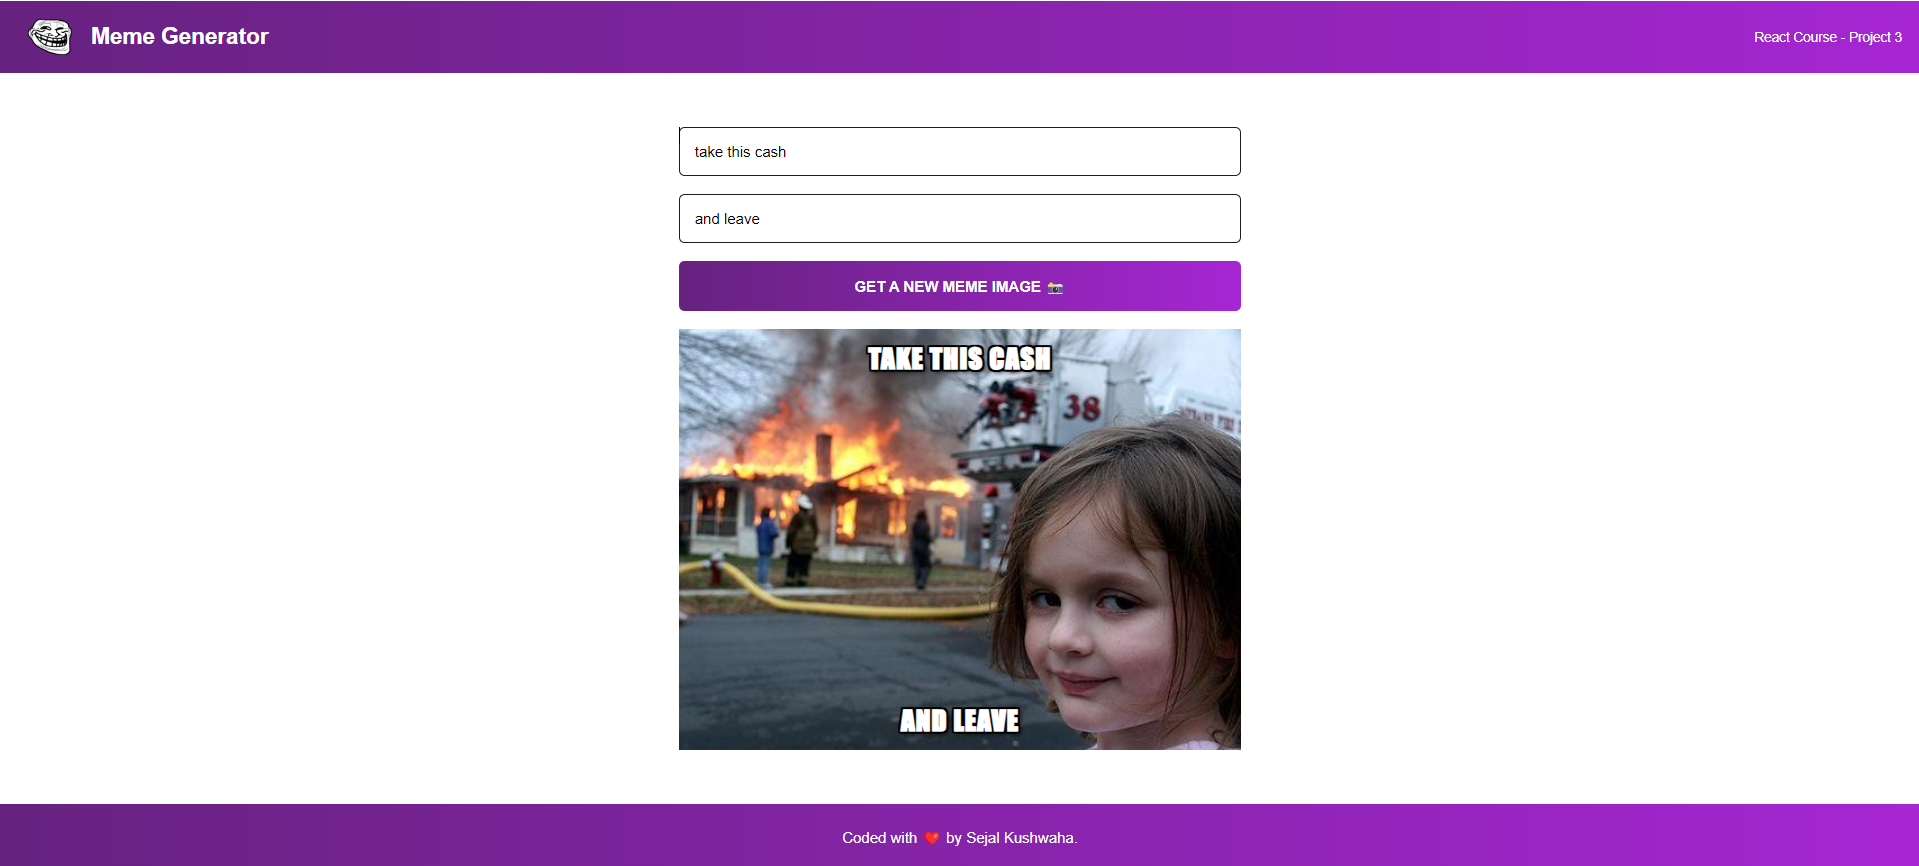 Meme Generator
React Course - Project 3
take this cash
and leave
GET A NEW MEME IMAGE 📸
TAKE THIS CASH
38
AND LEAVE
Coded with ❤️ by Sejal Kushwaha.